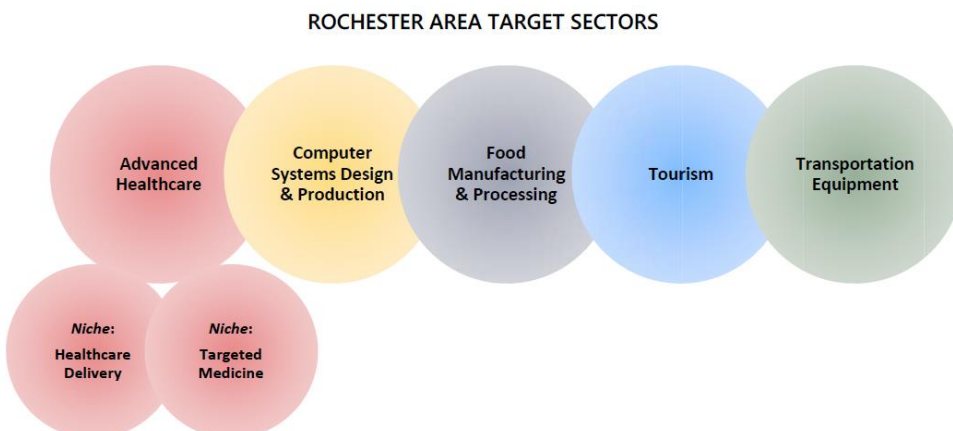 ROCHESTER AREA TARGET SECTORS
Advanced
Healthcare
Computer
Systems Design
& Production
Food
Manufacturing
& Processing
Tourism
Transportation
Equipment
Niche:
Healthcare
Delivery
Niche:
Targeted
Medicine